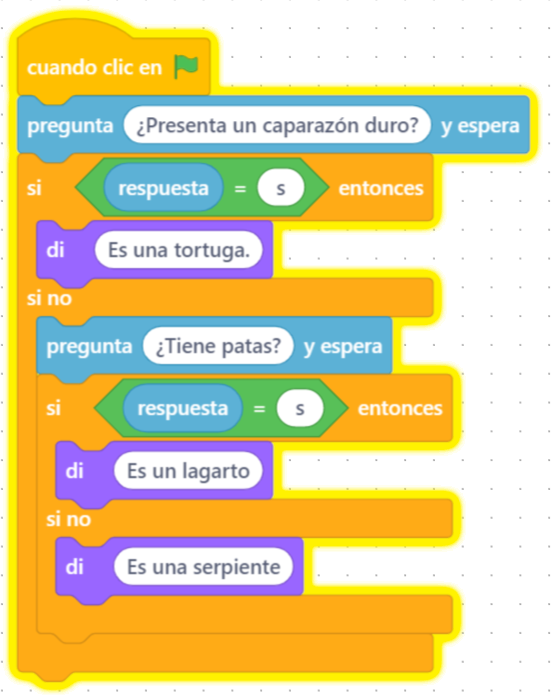 cuando clic en
pregunta ¿Presenta un caparazón duro? y espera
si respuesta = s entonces
di Es una tortuga.
si no
pregunta ¿Tiene patas? y espera
si respuesta = s entonces
di Es un lagarto
si no
di Es una serpiente